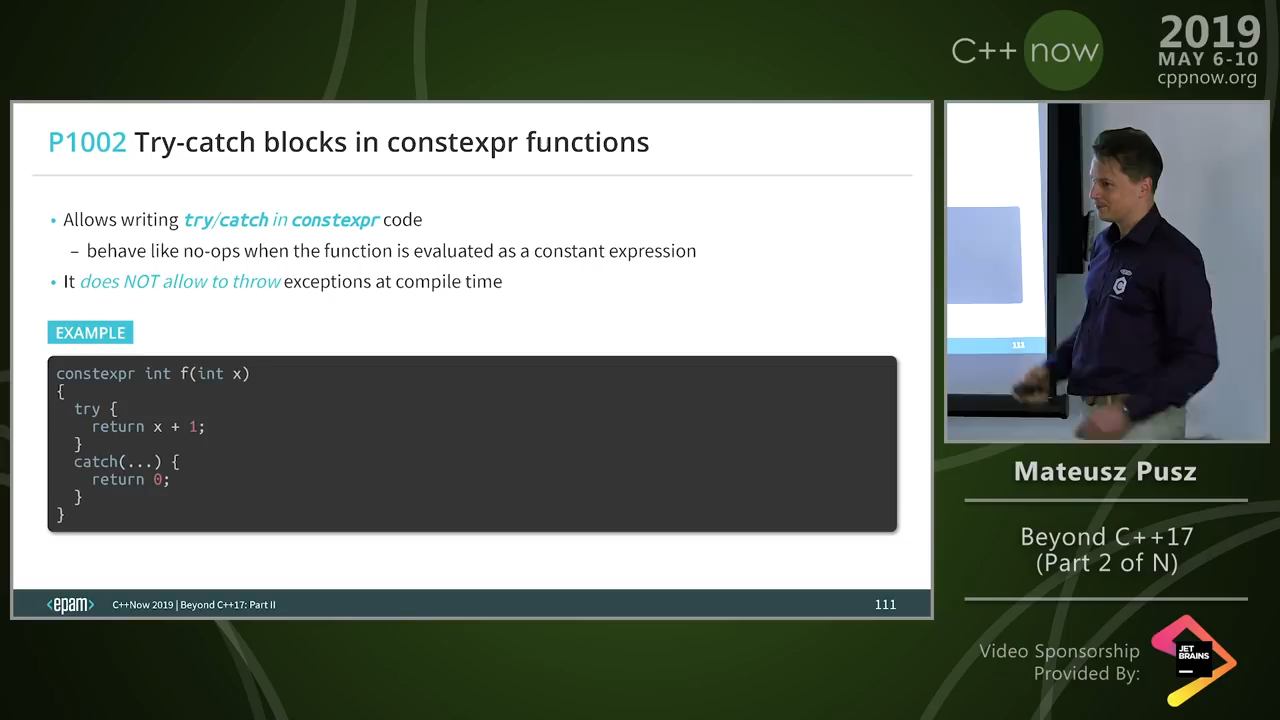 C++ now
2019
MAY 6-10
cppnow.org
P1002 Try-catch blocks in constexpr functions
• Allows writing try/catch in constexpr code
– behave like no-ops when the function is evaluated as a constant expression
• It does NOT allow to throw exceptions at compile time
EXAMPLE
constexpr int f(int x)
{
  try {
    return x + 1;
  }
  catch(...) {
    return 0;
  }
}
<epam> C++Now 2019 | Beyond C++17: Part II 111
111
Mateusz Pusz
Beyond C++17
(Part 2 of N)
Video Sponsorship
Provided By:
JET
BRAINS